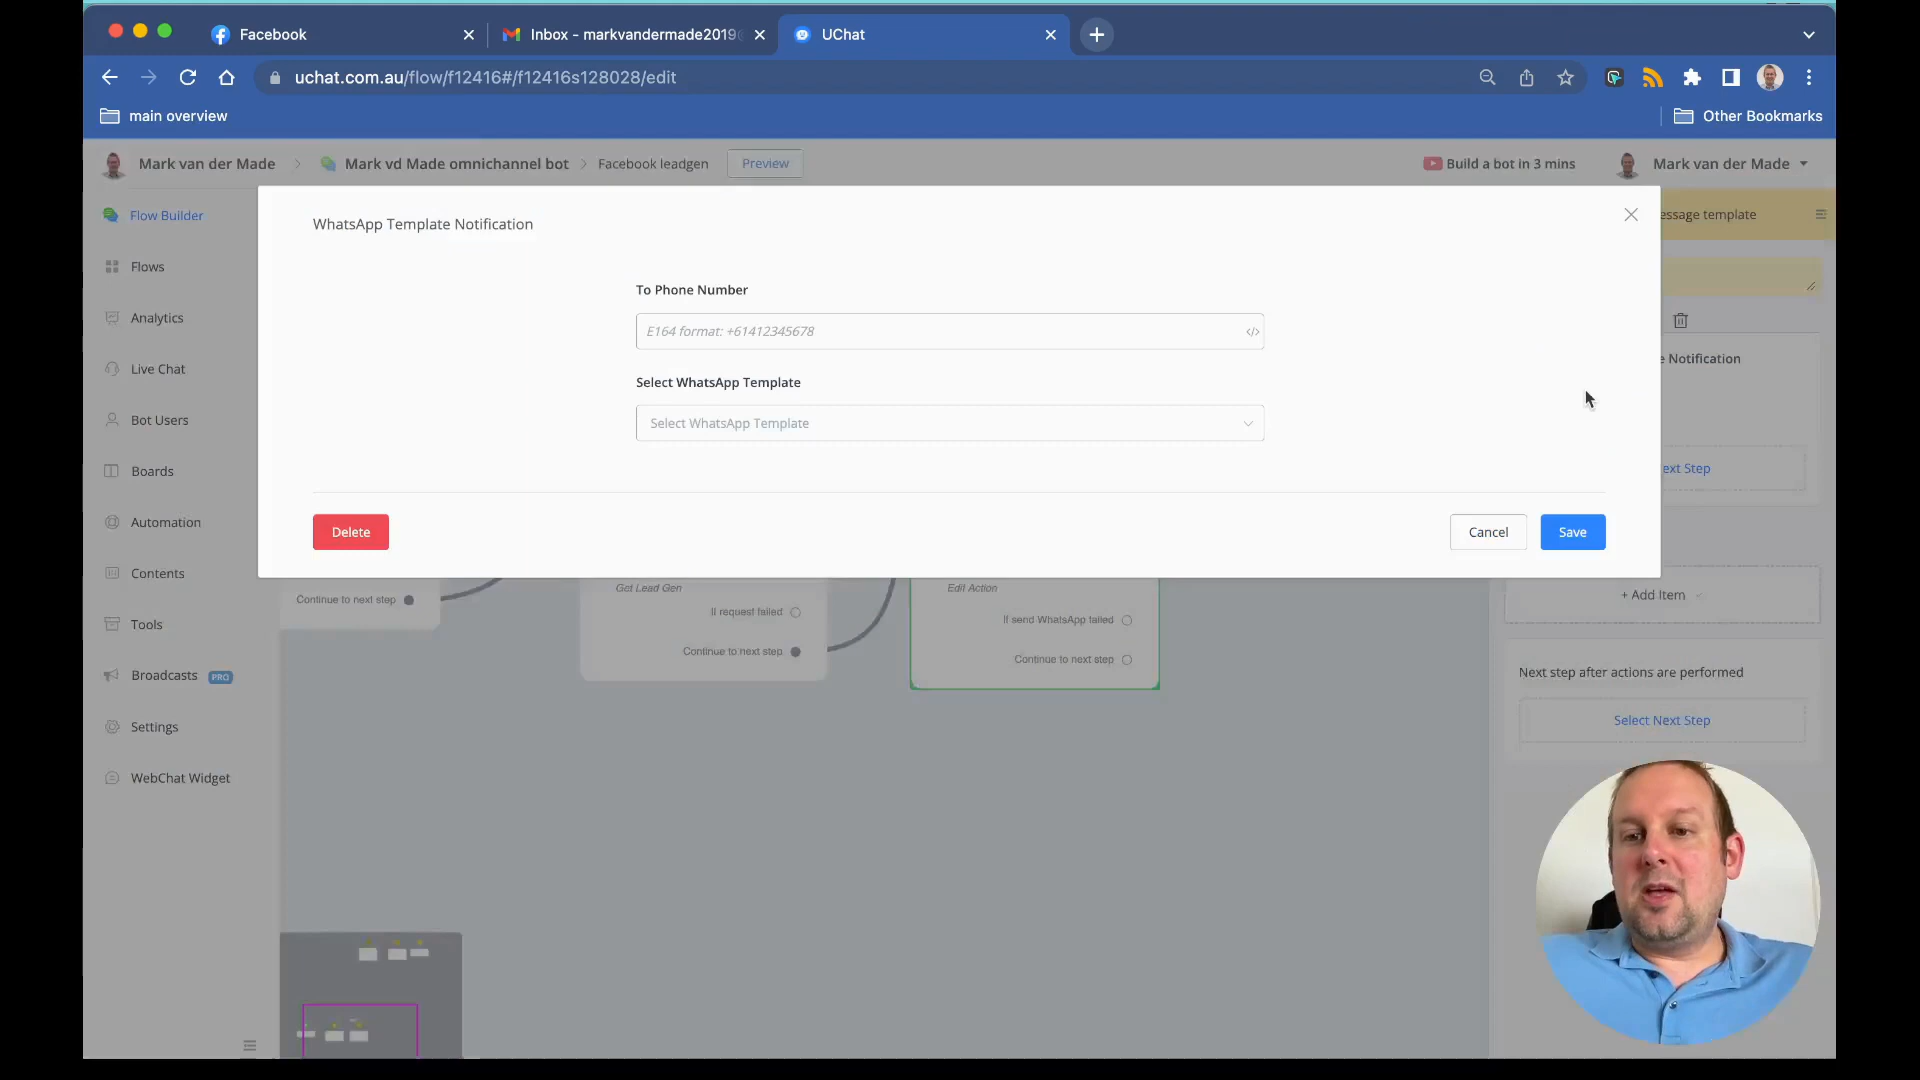 Facebook
Inbox - markvandermade2019@
UChat
uchat.com.au/flow/f12416#/f12416s128028/edit
main overview
Other Bookmarks
Mark van der Made
Mark vd Made omnichannel bot
Facebook leadgen
Preview
Build a bot in 3 mins
Mark van der Made
Flow Builder
Flows
Analytics
Live Chat
Bot Users
Boards
Automation
Contents
Tools
Broadcasts PRO
Settings
WebChat Widget
WhatsApp Template Notification
To Phone Number
E164 format: +61412345678
</>
Select WhatsApp Template
Select WhatsApp Template
Delete
Cancel
Save
essage template
e Notification
ext Step
+ Add Item
Next step after actions are performed
Select Next Step
Continue to next step
Get Lead Gen
If request failed
Continue to next step
Edit Action
If send WhatsApp failed
Continue to next step